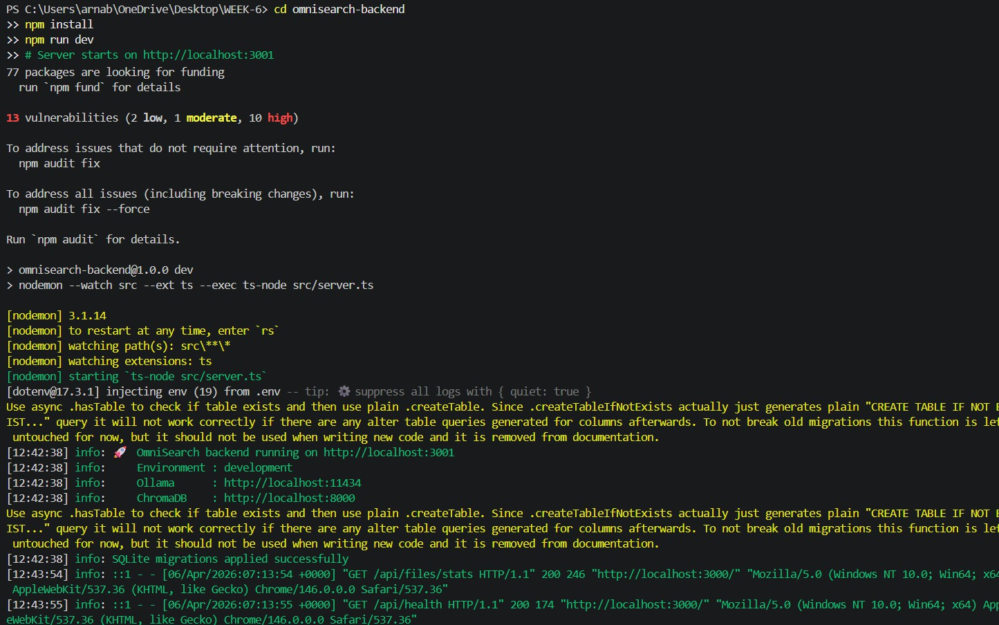 PS C:\Users\arnab\OneDrive\Desktop\WEEK-6> cd omnisearch-backend
>> npm install
>> npm run dev
>> # Server starts on http://localhost:3001
77 packages are looking for funding
  run `npm fund` for details
13 vulnerabilities (2 low, 1 moderate, 10 high)
To address issues that do not require attention, run:
  npm audit fix
To address all issues (including breaking changes), run:
  npm audit fix --force
Run `npm audit` for details.
> omnisearch-backend@1.0.0 dev
> nodemon --watch src --ext ts --exec ts-node src/server.ts
[nodemon] 3.1.14
[nodemon] to restart at any time, enter `rs`
[nodemon] watching path(s): src\**\*
[nodemon] watching extensions: ts
[nodemon] starting `ts-node src/server.ts`
[dotenv@17.3.1] injecting env (19) from .env -- tip: ⚙️ suppress all logs with { quiet: true }
Use async .hasTable to check if table exists and then use plain .createTable. Since .createTableIfNotExists actually just generates plain "CREATE TABLE IF NOT E
IST..." query it will not work correctly if there are any alter table queries generated for columns afterwards. To not break old migrations this function is lef
 untouched for now, but it should not be used when writing new code and it is removed from documentation.
[12:42:38] info: 🚀 OmniSearch backend running on http://localhost:3001
[12:42:38] info:     Environment : development
[12:42:38] info:     Ollama      : http://localhost:11434
[12:42:38] info:     ChromaDB    : http://localhost:8000
Use async .hasTable to check if table exists and then use plain .createTable. Since .createTableIfNotExists actually just generates plain "CREATE TABLE IF NOT E
IST..." query it will not work correctly if there are any alter table queries generated for columns afterwards. To not break old migrations this function is lef
 untouched for now, but it should not be used when writing new code and it is removed from documentation.
[12:42:38] info: SQLite migrations applied successfully
[12:43:54] info: ::1 - - [06/Apr/2026:07:13:54 +0000] "GET /api/files/stats HTTP/1.1" 200 246 "http://localhost:3000/" "Mozilla/5.0 (Windows NT 10.0; Win64; x64
 AppleWebKit/537.36 (KHTML, like Gecko) Chrome/146.0.0.0 Safari/537.36"
[12:43:55] info: ::1 - - [06/Apr/2026:07:13:55 +0000] "GET /api/health HTTP/1.1" 200 174 "http://localhost:3000/" "Mozilla/5.0 (Windows NT 10.0; Win64; x64) App
eWebKit/537.36 (KHTML, like Gecko) Chrome/146.0.0.0 Safari/537.36"